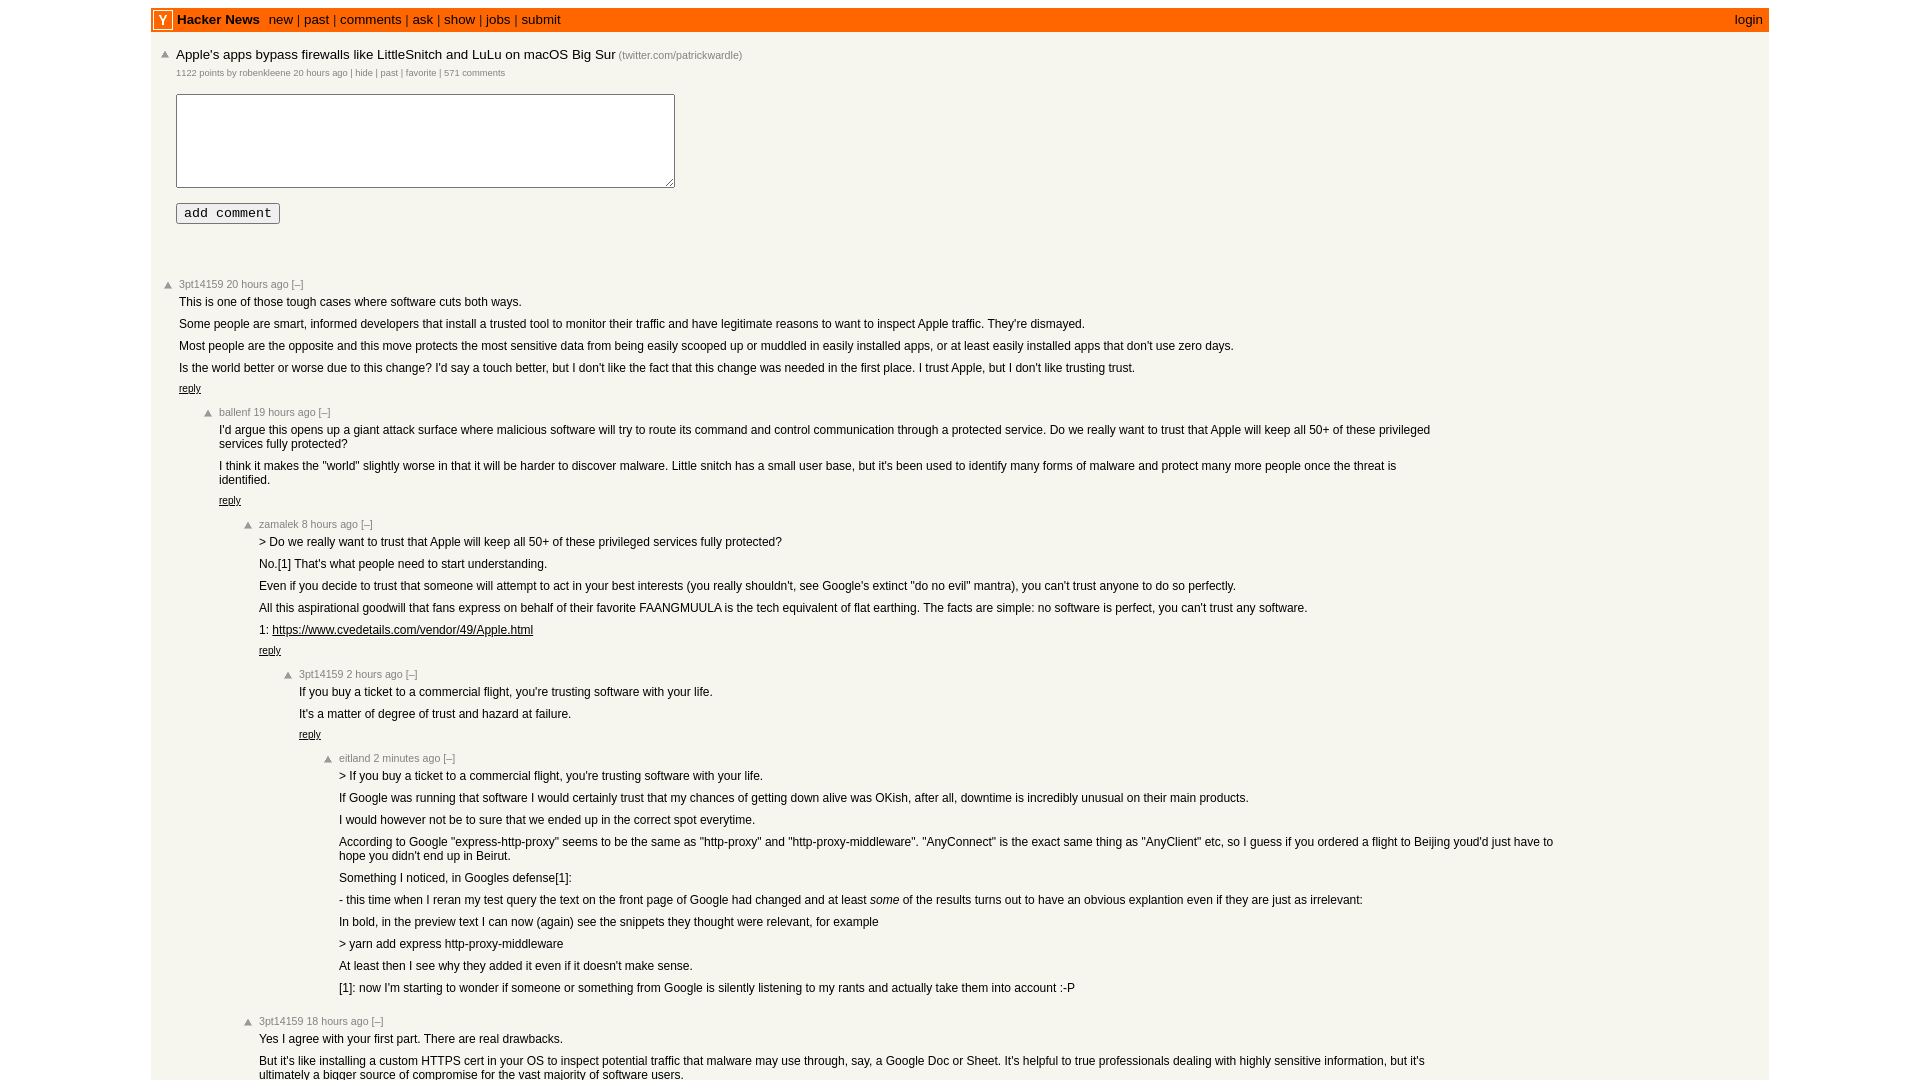 Y Hacker News new | past | comments | ask | show | jobs | submit login
Apple's apps bypass firewalls like LittleSnitch and LuLu on macOS Big Sur (twitter.com/patrickwardle)
1122 points by robenkleene 20 hours ago | hide | past | favorite | 571 comments
add comment
3pt14159 20 hours ago [–]
This is one of those tough cases where software cuts both ways.
Some people are smart, informed developers that install a trusted tool to monitor their traffic and have legitimate reasons to want to inspect Apple traffic. They're dismayed.
Most people are the opposite and this move protects the most sensitive data from being easily scooped up or muddled in easily installed apps, or at least easily installed apps that don't use zero days.
Is the world better or worse due to this change? I'd say a touch better, but I don't like the fact that this change was needed in the first place. I trust Apple, but I don't like trusting trust.
reply
ballenf 19 hours ago [–]
I'd argue this opens up a giant attack surface where malicious software will try to route its command and control communication through a protected service. Do we really want to trust that Apple will keep all 50+ of these privileged
services fully protected?
I think it makes the "world" slightly worse in that it will be harder to discover malware. Little snitch has a small user base, but it's been used to identify many forms of malware and protect many more people once the threat is
identified.
reply
zamalek 8 hours ago [–]
> Do we really want to trust that Apple will keep all 50+ of these privileged services fully protected?
No.[1] That's what people need to start understanding.
Even if you decide to trust that someone will attempt to act in your best interests (you really shouldn't, see Google's extinct "do no evil" mantra), you can't trust anyone to do so perfectly.
All this aspirational goodwill that fans express on behalf of their favorite FAANGMUULA is the tech equivalent of flat earthing. The facts are simple: no software is perfect, you can't trust any software.
1: https://www.cvedetails.com/vendor/49/Apple.html
reply
3pt14159 2 hours ago [–]
If you buy a ticket to a commercial flight, you're trusting software with your life.
It's a matter of degree of trust and hazard at failure.
reply
eitland 2 minutes ago [–]
> If you buy a ticket to a commercial flight, you're trusting software with your life.
If Google was running that software I would certainly trust that my chances of getting down alive was OKish, after all, downtime is incredibly unusual on their main products.
I would however not be to sure that we ended up in the correct spot everytime.
According to Google "express-http-proxy" seems to be the same as "http-proxy" and "http-proxy-middleware". "AnyConnect" is the exact same thing as "AnyClient" etc, so I guess if you ordered a flight to Beijing youd'd just have to
hope you didn't end up in Beirut.
Something I noticed, in Googles defense[1]:
- this time when I reran my test query the text on the front page of Google had changed and at least some of the results turns out to have an obvious explantion even if they are just as irrelevant:
In bold, in the preview text I can now (again) see the snippets they thought were relevant, for example
> yarn add express http-proxy-middleware
At least then I see why they added it even if it doesn't make sense.
[1]: now I'm starting to wonder if someone or something from Google is silently listening to my rants and actually take them into account :-P
3pt14159 18 hours ago [–]
Yes I agree with your first part. There are real drawbacks.
But it's like installing a custom HTTPS cert in your OS to inspect potential traffic that malware may use through, say, a Google Doc or Sheet. It's helpful to true professionals dealing with highly sensitive information, but it's
ultimately a bigger source of compromise for the vast majority of software users.